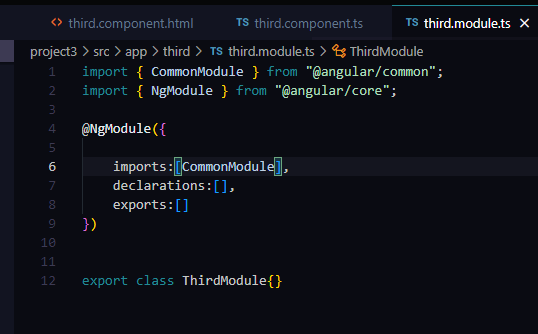 <> third.component.html TS third.component.ts TS third.module.ts ×
project3 > src > app > third > TS third.module.ts > ThirdModule
1 import { CommonModule } from "@angular/common";
2 import { NgModule } from "@angular/core";
3
4 @NgModule({
5
6 imports:[CommonModule],
7 declarations:[],
8 exports:[]
9 })
10
11
12 export class ThirdModule{}